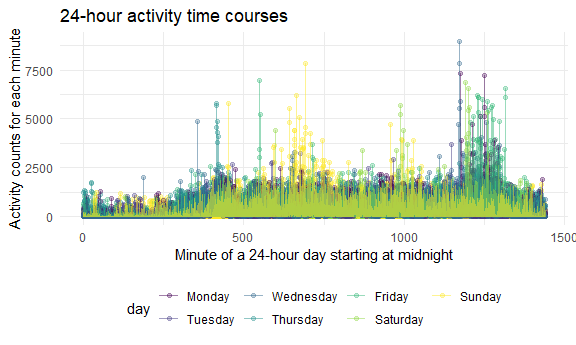 24-hour activity time courses
Activity counts for each minute
7500
5000
2500
0
0
500
1000
1500
Minute of a 24-hour day starting at midnight
day
Monday
Wednesday
Friday
Sunday
Tuesday
Thursday
Saturday